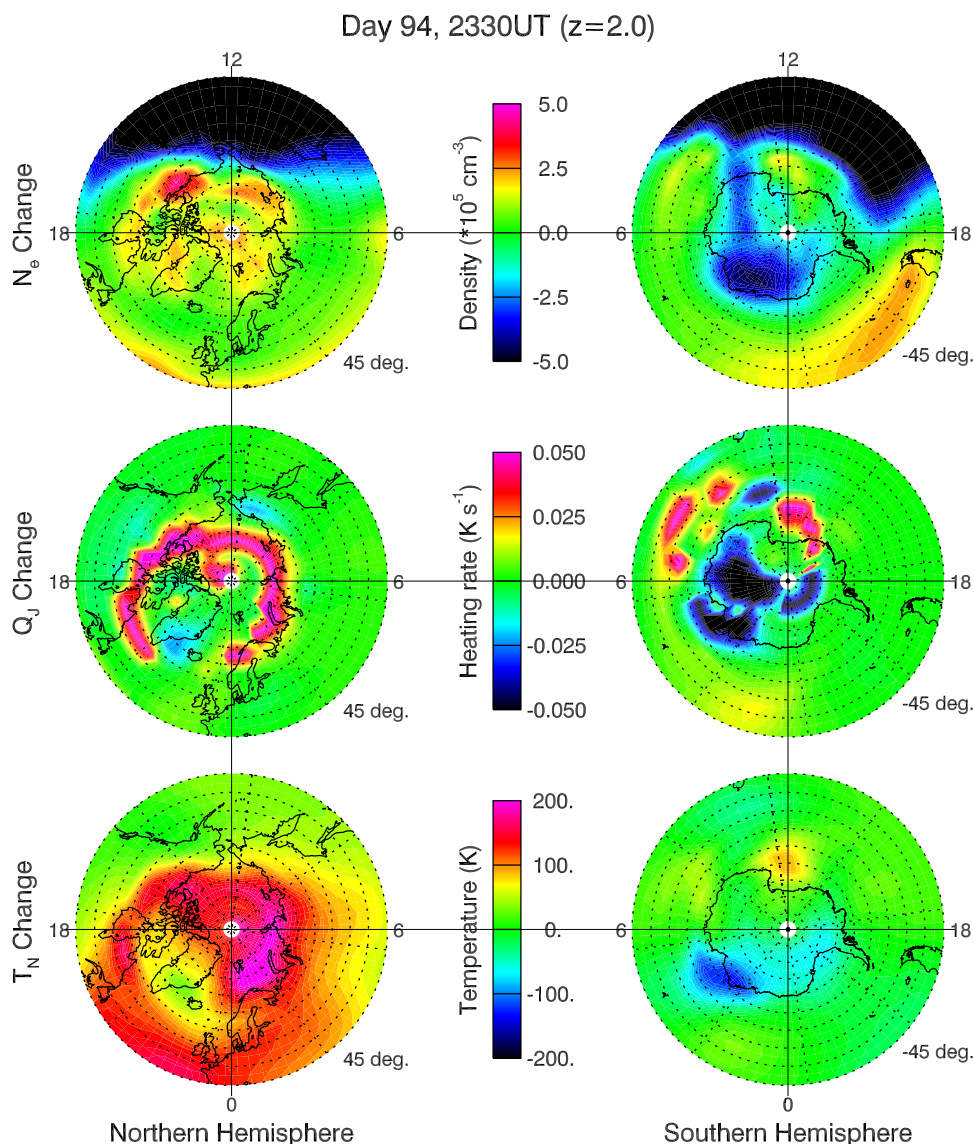 Day 94, 2330UT (z=2.0)
12
12
Ne Change
18
6
45 deg.
Density (*10^5 cm^-3)
5.0
2.5
0.0
-2.5
-5.0
6
18
-45 deg.
QJ Change
18
6
45 deg.
Heating rate (K s^-1)
0.050
0.025
0.000
-0.025
-0.050
6
18
-45 deg.
TN Change
18
6
45 deg.
Temperature (K)
200.
100.
0.
-100.
-200.
6
18
-45 deg.
0
0
Northern Hemisphere
Southern Hemisphere